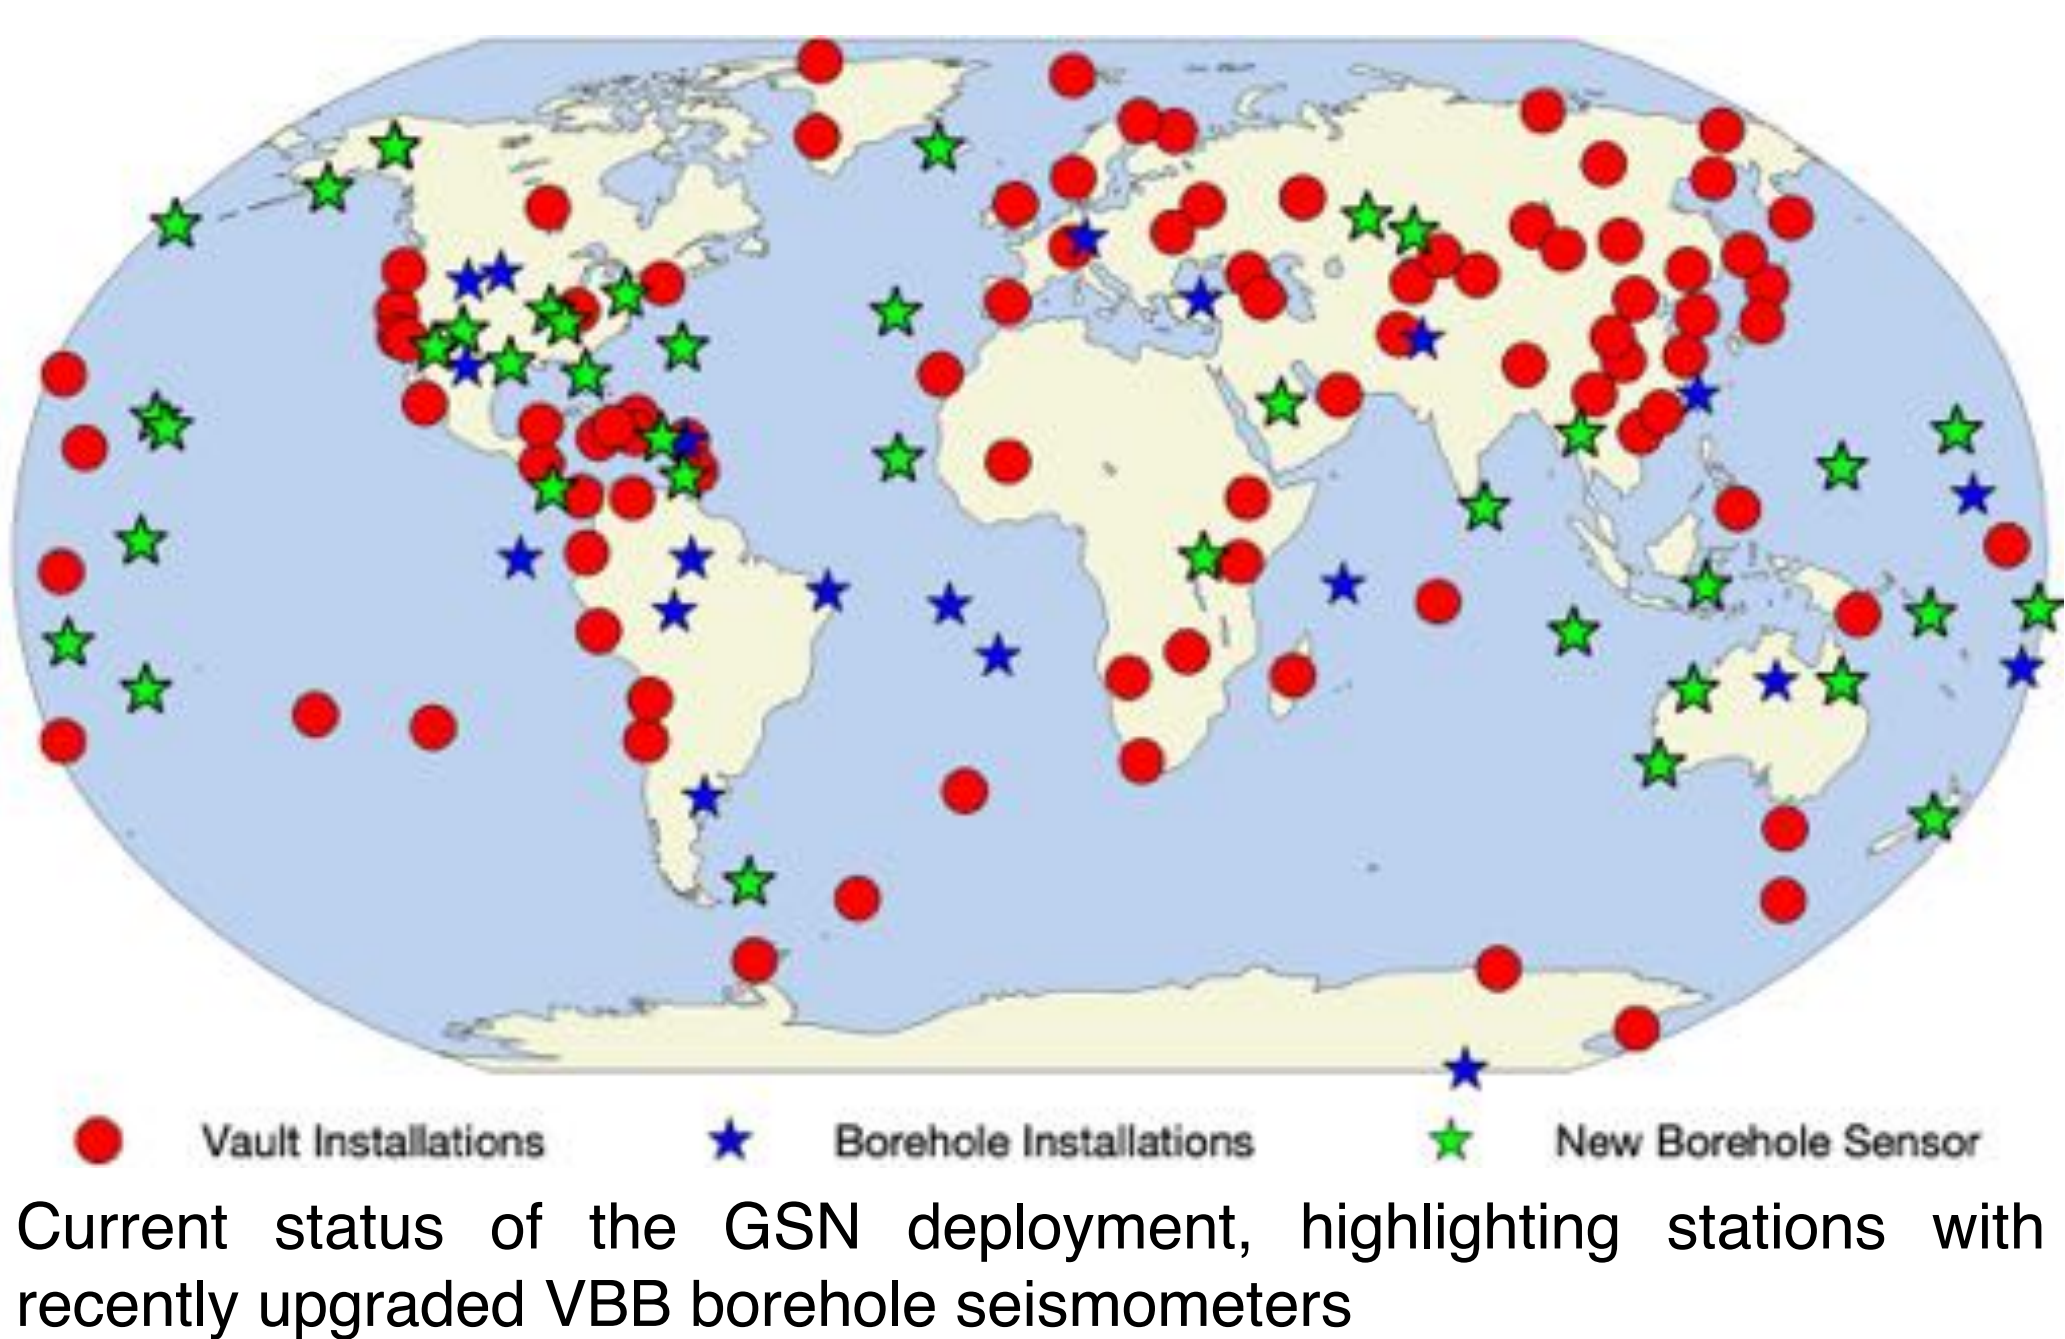 Vault Installations Borehole Installations New Borehole Sensor
Current status of the GSN deployment, highlighting stations with
recently upgraded VBB borehole seismometers